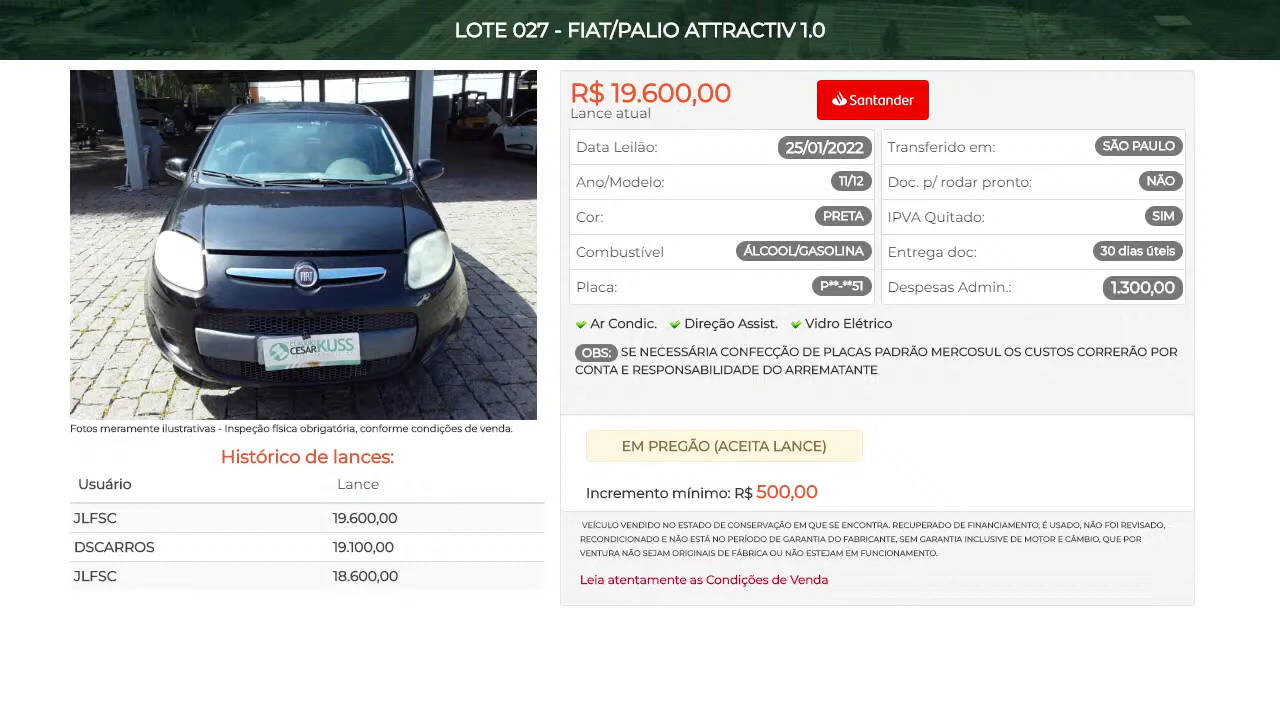 LOTE 027 - FIAT/PALIO ATTRACTIV 1.0
FIAT
CESAR KUSS
Fotos meramente ilustrativas - Inspeção física obrigatória, conforme condições de venda.
Histórico de lances:
Usuário Lance
JLFSC 19.600,00
DSCARROS 19.100,00
JLFSC 18.600,00
R$ 19.600,00
Lance atual
Santander
Data Leilão: 25/01/2022
Ano/Modelo: 11/12
Cor: PRETA
Combustível ÁLCOOL/GASOLINA
Placa: P**-**51
Transferido em: SÃO PAULO
Doc. p/ rodar pronto: NÃO
IPVA Quitado: SIM
Entrega doc: 30 dias úteis
Despesas Admin.: 1.300,00
Ar Condic. Direção Assist. Vidro Elétrico
OBS: SE NECESSÁRIA CONFECÇÃO DE PLACAS PADRÃO MERCOSUL OS CUSTOS CORRERÃO POR
CONTA E RESPONSABILIDADE DO ARREMATANTE
EM PREGÃO (ACEITA LANCE)
Incremento mínimo: R$ 500,00
VEÍCULO VENDIDO NO ESTADO DE CONSERVAÇÃO EM QUE SE ENCONTRA. RECUPERADO DE FINANCIAMENTO, É USADO, NÃO FOI REVISADO,
RECONDICIONADO E NÃO ESTÁ NO PERÍODO DE GARANTIA DO FABRICANTE, SEM GARANTIA INCLUSIVE DE MOTOR E CÂMBIO, QUE POR
VENTURA NÃO SEJAM ORIGINAIS DE FÁBRICA OU NÃO ESTEJAM EM FUNCIONAMENTO.
Leia atentamente as Condições de Venda